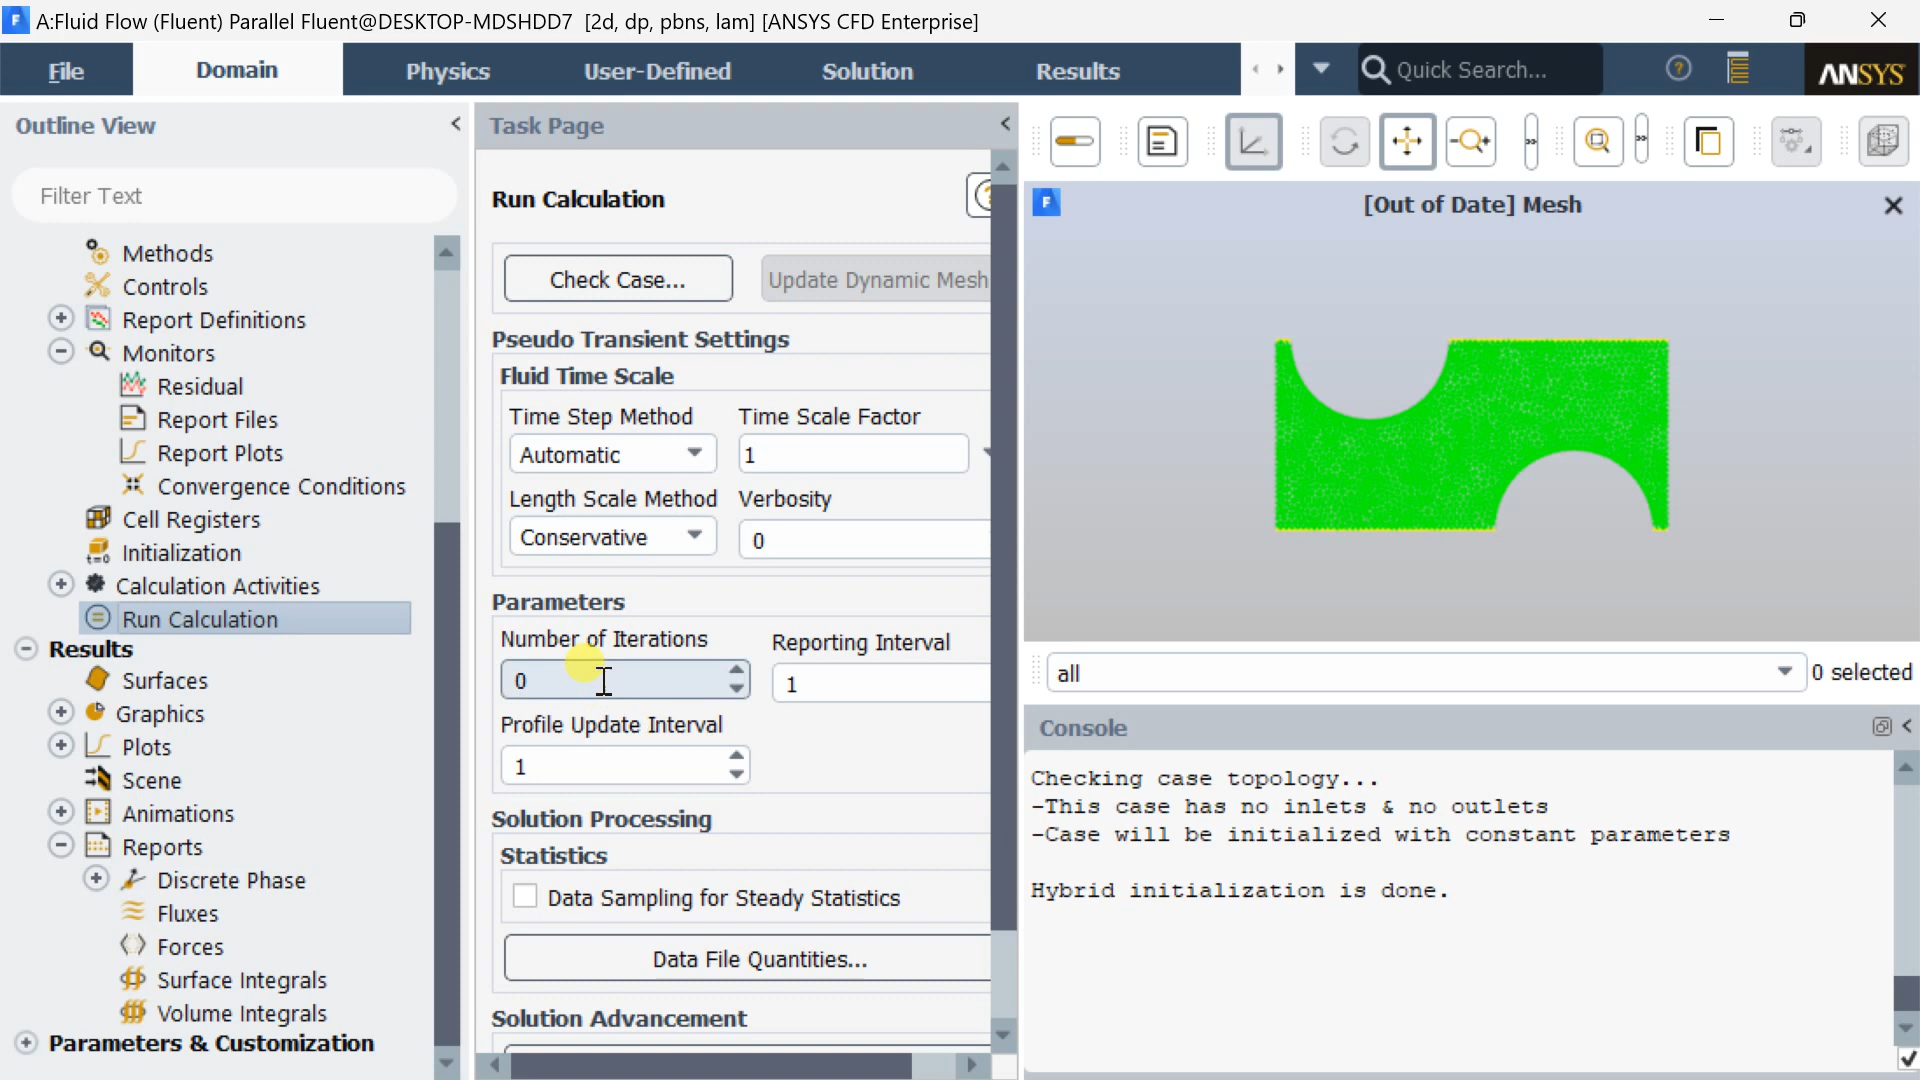 A:Fluid Flow (Fluent) Parallel Fluent@DESKTOP-MDSHDD7 [2d, dp, pbns, lam] [ANSYS CFD Enterprise]
File Domain Physics User-Defined Solution Results Quick Search... ANSYS
Outline View
Filter Text
Methods
Controls
Report Definitions
Monitors
Residual
Report Files
Report Plots
Convergence Conditions
Cell Registers
Initialization
Calculation Activities
Run Calculation
Results
Surfaces
Graphics
Plots
Scene
Animations
Reports
Discrete Phase
Fluxes
Forces
Surface Integrals
Volume Integrals
Parameters & Customization
Task Page
Run Calculation
Check Case... Update Dynamic Mesh
Pseudo Transient Settings
Fluid Time Scale
Time Step Method Time Scale Factor
Automatic 1
Length Scale Method Verbosity
Conservative 0
Parameters
Number of Iterations Reporting Interval
0 1
Profile Update Interval
1
Solution Processing
Statistics
Data Sampling for Steady Statistics
Data File Quantities...
Solution Advancement
[Out of Date] Mesh
all 0 selected
Console
Checking case topology...
-This case has no inlets & no outlets
-Case will be initialized with constant parameters
Hybrid initialization is done.